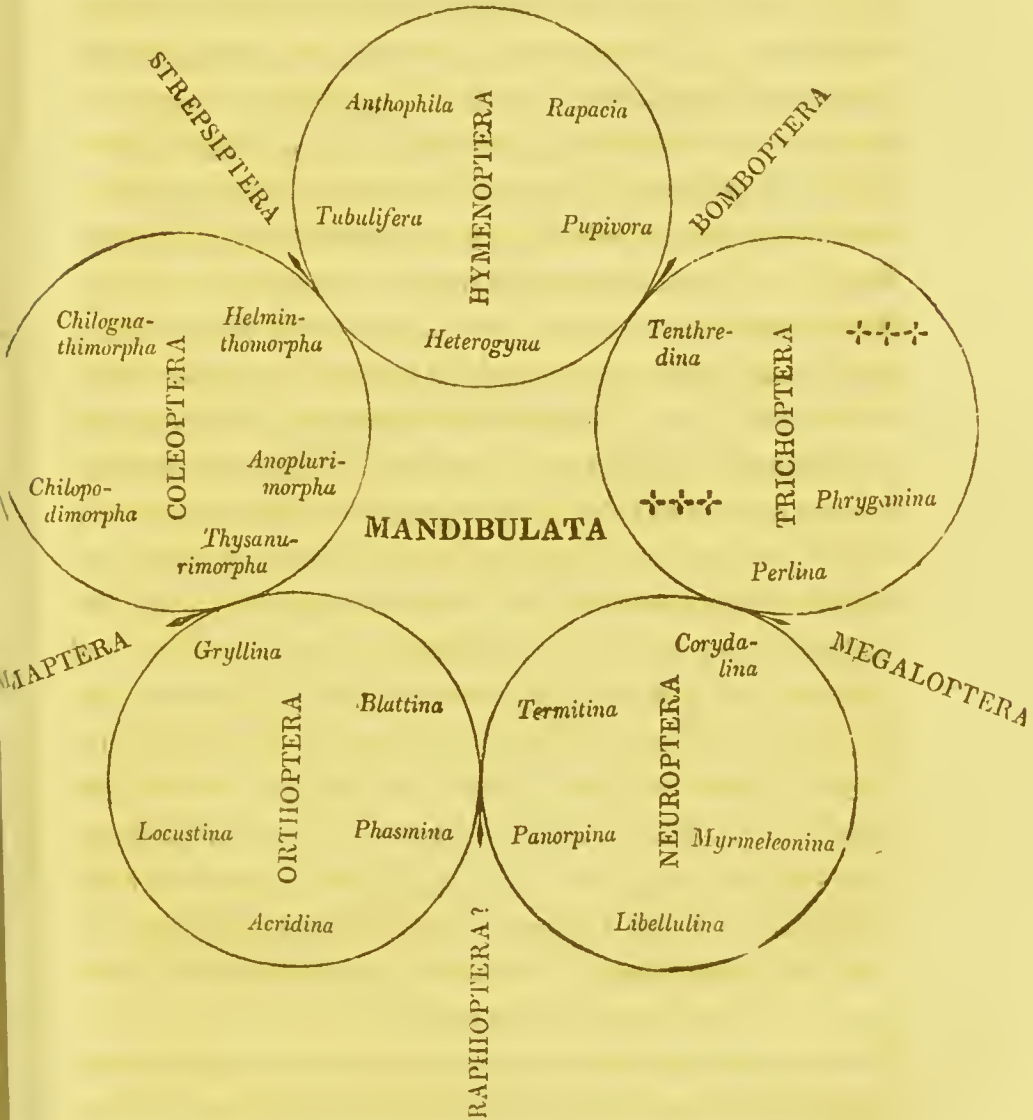 STREPSIPTERA
BOMBOPTERA
Anthophila
Rapacia
HYMENOPTERA
Tubulifera
Pupivora
Heterogyna
Chilogna-
thimorpha
Helmin-
thomorpha
COLEOPTERA
Anopluri-
morpha
Chilopo-
dimorpha
Thysanu-
rimorpha
MANDIBULATA
Tenthre-
dina
TRICHOPTERA
Phryganina
Perlina
MEGALOPTERA
Gryllina
Blattina
ORTHOPTERA
Locustina
Phasmina
Acridina
Coryda-
lina
Termitina
NEUROPTERA
Panorpina
Myrmeleonina
Libellulina
RAPHIOPTERA?